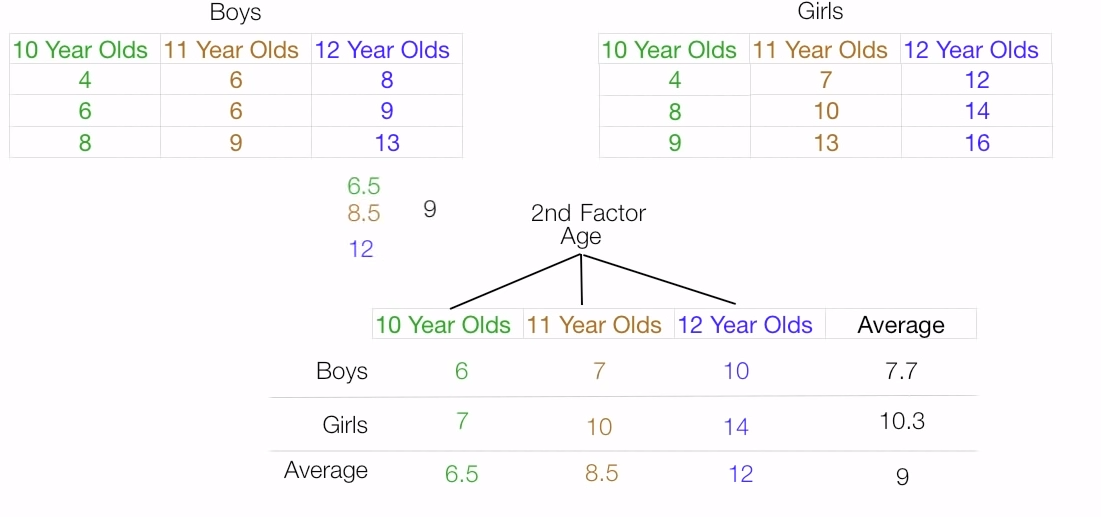 Boys Girls
10 Year Olds 11 Year Olds 12 Year Olds 10 Year Olds 11 Year Olds 12 Year Olds
4 6 8 4 7 12
6 6 9 8 10 14
8 9 13 9 13 16
6.5
8.5 9
12
2nd Factor
Age
10 Year Olds 11 Year Olds 12 Year Olds Average
Boys 6 7 10 7.7
Girls 7 10 14 10.3
Average 6.5 8.5 12 9